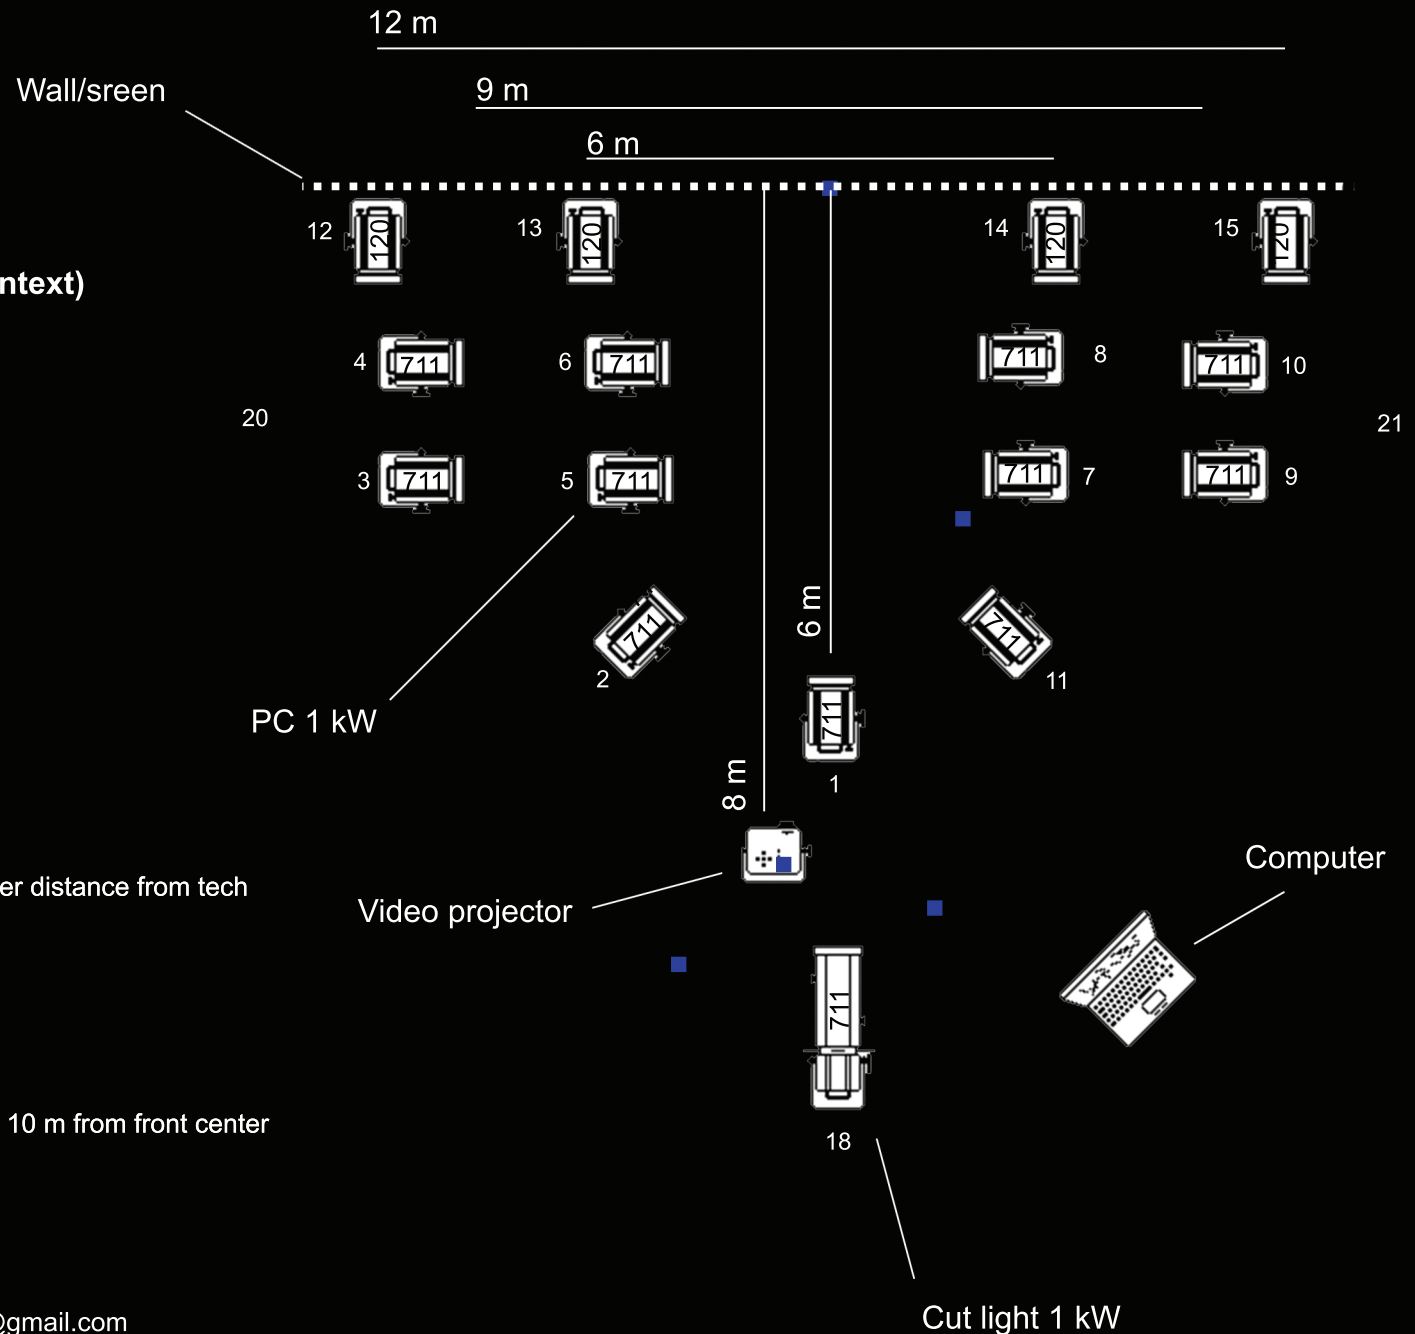 12 m
Wall/sreen
9 m
6 m
12
120
13
120
14
120
15
120
ntext)
4
711
6
711
711
8
711
10
20
21
3
711
5
711
711
7
711
9
711
2
6 m
711
11
PC 1 kW
711
1
8 m
Computer
er distance from tech
Video projector
711
10 m from front center
18
@gmail.com
Cut light 1 kW